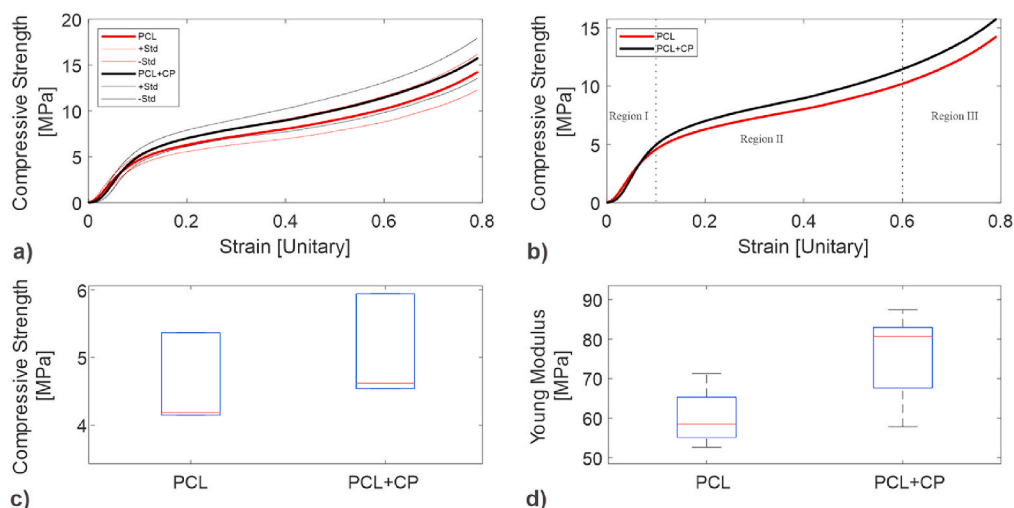 20
15
10
5
0
Compressive Strength
[MPa]
PCL
+Std
-Std
PCL+CP
+Std
-Std
0
0.2
0.4
0.6
0.8
Strain [Unitary]
a)
15
10
5
0
Compressive Strength
[MPa]
PCL
PCL+CP
Region I
Region II
Region III
0
0.2
0.4
0.6
0.8
Strain [Unitary]
b)
6
5
4
Compressive Strength
[MPa]
PCL
PCL+CP
c)
90
80
70
60
50
Young Modulus
[MPa]
PCL
PCL+CP
d)